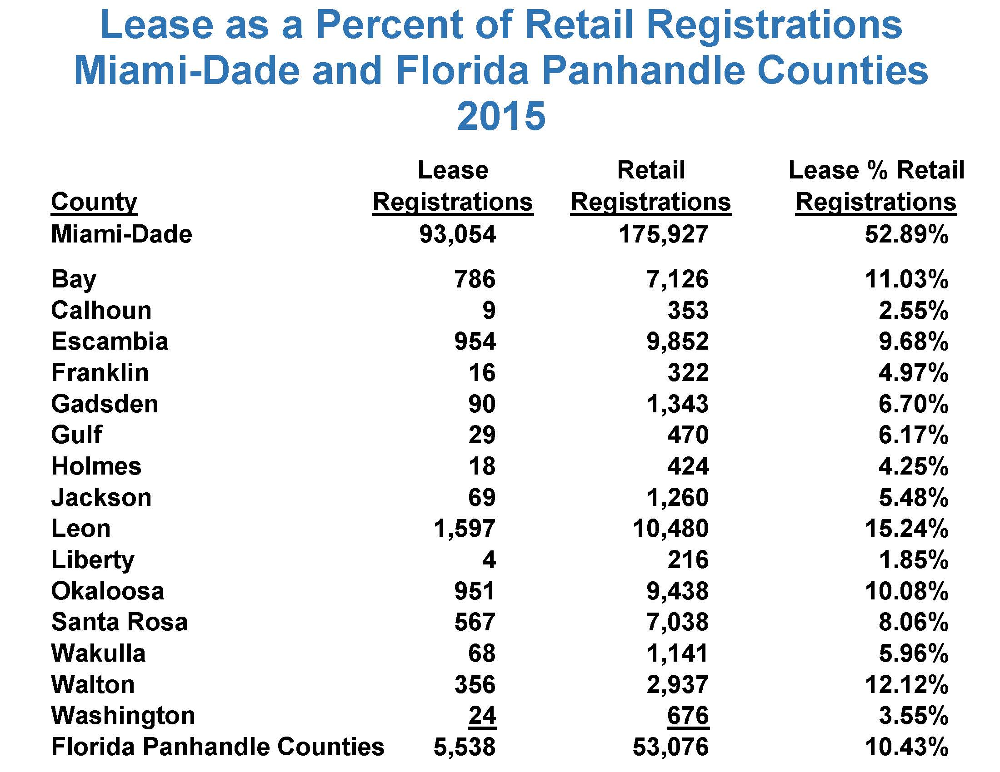 Lease as a Percent of Retail Registrations
Miami-Dade and Florida Panhandle Counties
2015
Lease Retail Lease % Retail
County Registrations Registrations Registrations
Miami-Dade 93,054 175,927 52.89%
Bay 786 7,126 11.03%
Calhoun 9 353 2.55%
Escambia 954 9,852 9.68%
Franklin 16 322 4.97%
Gadsden 90 1,343 6.70%
Gulf 29 470 6.17%
Holmes 18 424 4.25%
Jackson 69 1,260 5.48%
Leon 1,597 10,480 15.24%
Liberty 4 216 1.85%
Okaloosa 951 9,438 10.08%
Santa Rosa 567 7,038 8.06%
Wakulla 68 1,141 5.96%
Walton 356 2,937 12.12%
Washington 24 676 3.55%
Florida Panhandle Counties 5,538 53,076 10.43%